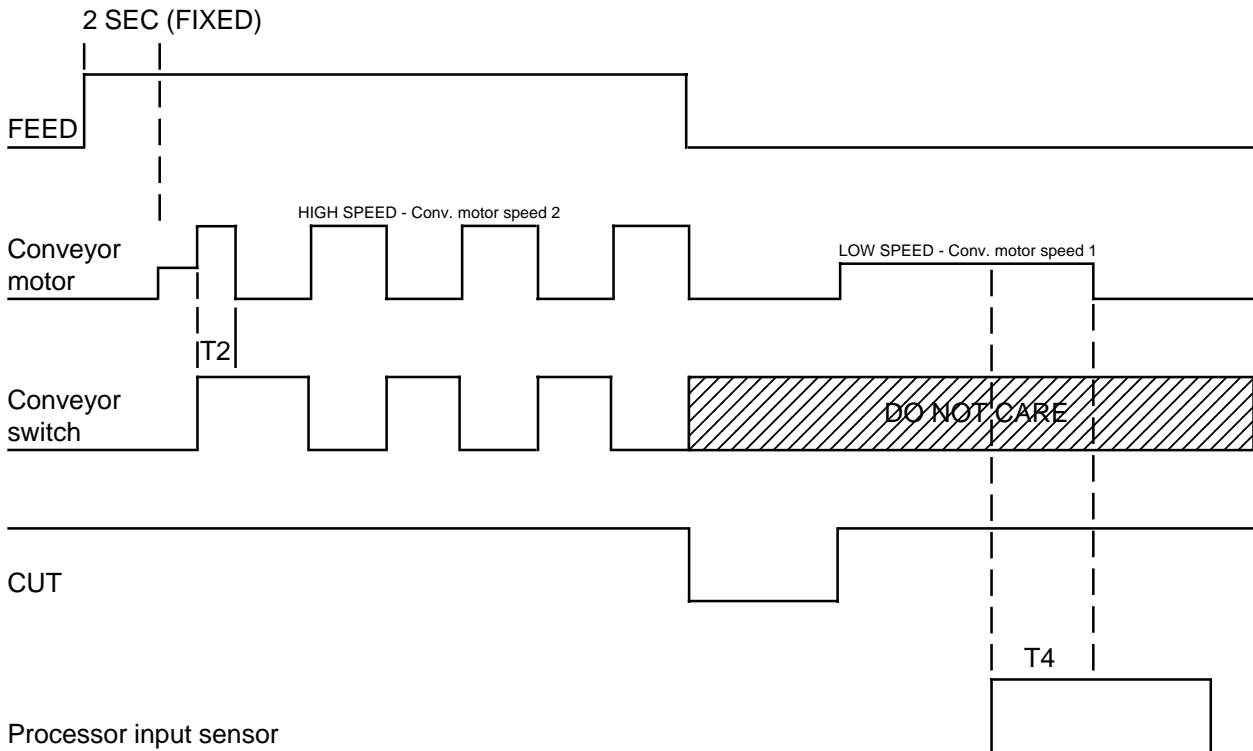 2 SEC (FIXED)
FEED
HIGH SPEED - Conv. motor speed 2
Conveyor
motor
LOW SPEED - Conv. motor speed 1
T2
Conveyor
switch
DO NOT CARE
CUT
T4
Processor input sensor